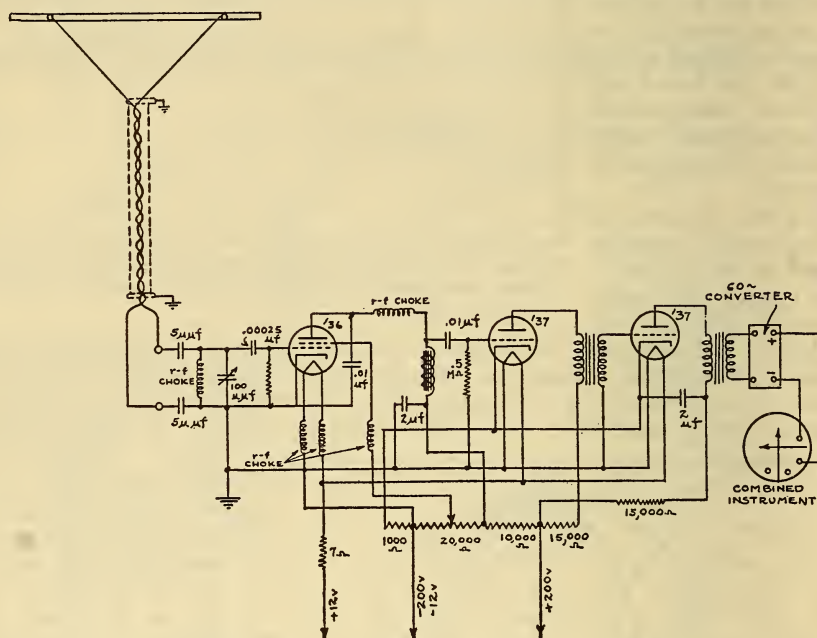 60~
CONVERTER
+
−
r-f CHOKE
'36
.00025
μf
5μμf
r-f
CHOKE
100
μμf
5μμf
.01
μf
.01μf
.5
MΩ
'37
'37
2μf
2
μf
r-f
CHOKE
COMBINED
INSTRUMENT
15,000Ω
1000
Ω
20,000
Ω
10,000
Ω
15,000
Ω
7Ω
+12v
-200v
-12v
+200v